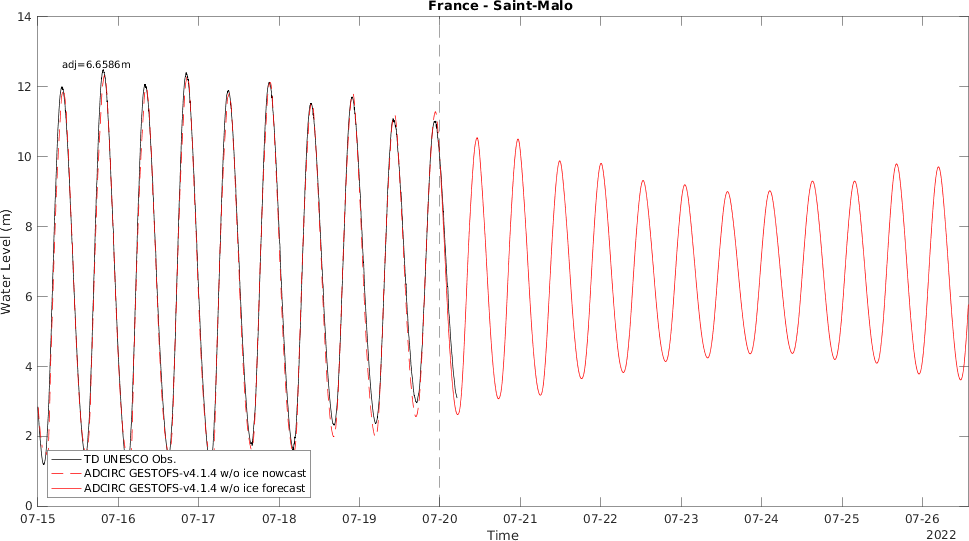 France - Saint-Malo
adj=6.6586m
14
12
10
8
6
4
2
0
Water Level (m)
TD UNESCO Obs.
ADCIRC GESTOFS-v4.1.4 w/o ice nowcast
ADCIRC GESTOFS-v4.1.4 w/o ice forecast
07-15 07-16 07-17 07-18 07-19 07-20 07-21 07-22 07-23 07-24 07-25 07-26
Time
2022